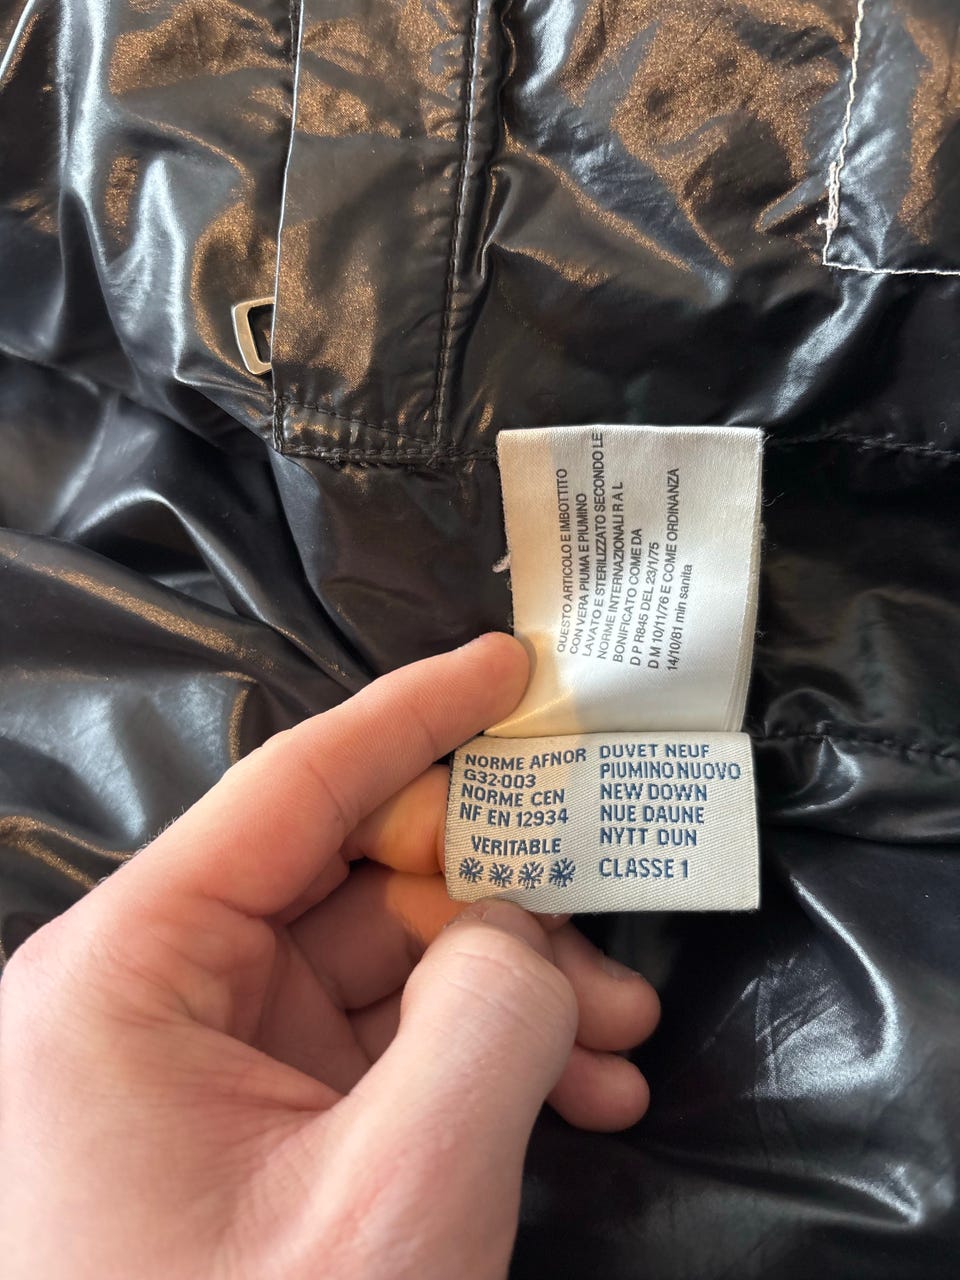 QUESTO ARTICOLO E IMBOTTITO
CON VERA PIUMA E PIUMINO
LAVATO E STERILIZZATO SECONDO LE
NORME INTERNAZIONALI R A L
BONIFICATO COME DA
D P R845 DEL 23/1/75
D M 10/11/76 E COME ORDINANZA
14/10/81 min sanita
NORME AFNOR
G32-003
NORME CEN
NF EN 12934
VERITABLE
DUVET NEUF
PIUMINO NUOVO
NEW DOWN
NUE DAUNE
NYTT DUN
CLASSE 1